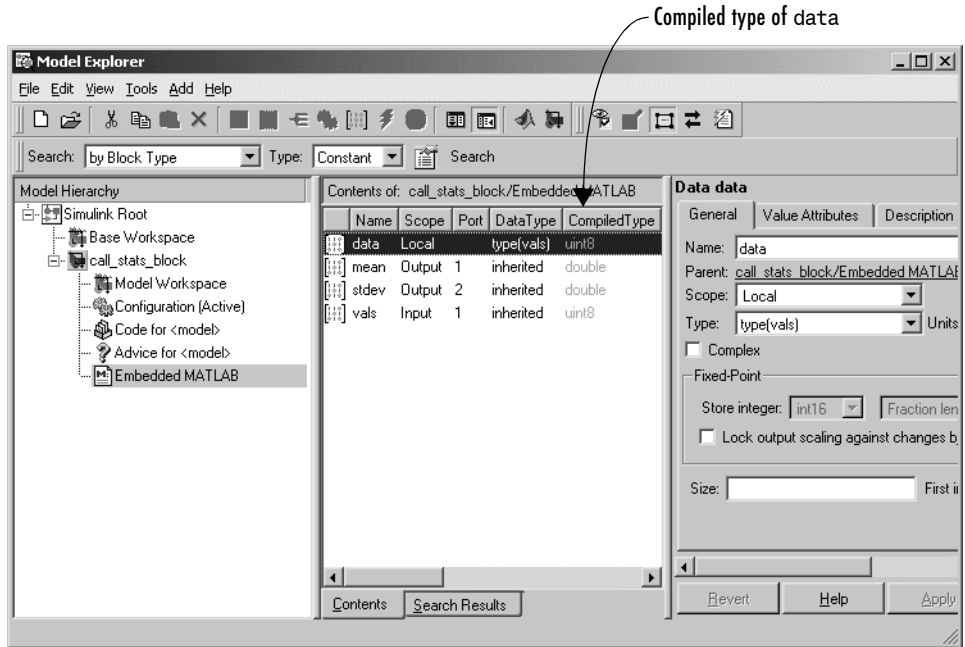 Compiled type of data
Model Explorer
File Edit View Tools Add Help
Search: by Block Type Type: Constant Search
Model Hierarchy
Simulink Root
Base Workspace
call_stats_block
Model Workspace
Configuration (Active)
Code for <model>
Advice for <model>
Embedded MATLAB
Contents of: call_stats_block/Embedded MATLAB
Name Scope Port DataType CompiledType
data Local type(vals) uint8
mean Output 1 inherited double
stdev Output 2 inherited double
vals Input 1 inherited uint8
Contents Search Results
Data data
General Value Attributes Description
Name: data
Parent: call_stats_block/Embedded MATLAB
Scope: Local
Type: type(vals) Units
Complex
Fixed-Point
Store integer: int16 Fraction len
Lock output scaling against changes b
Size: First i
Revert Help Apply